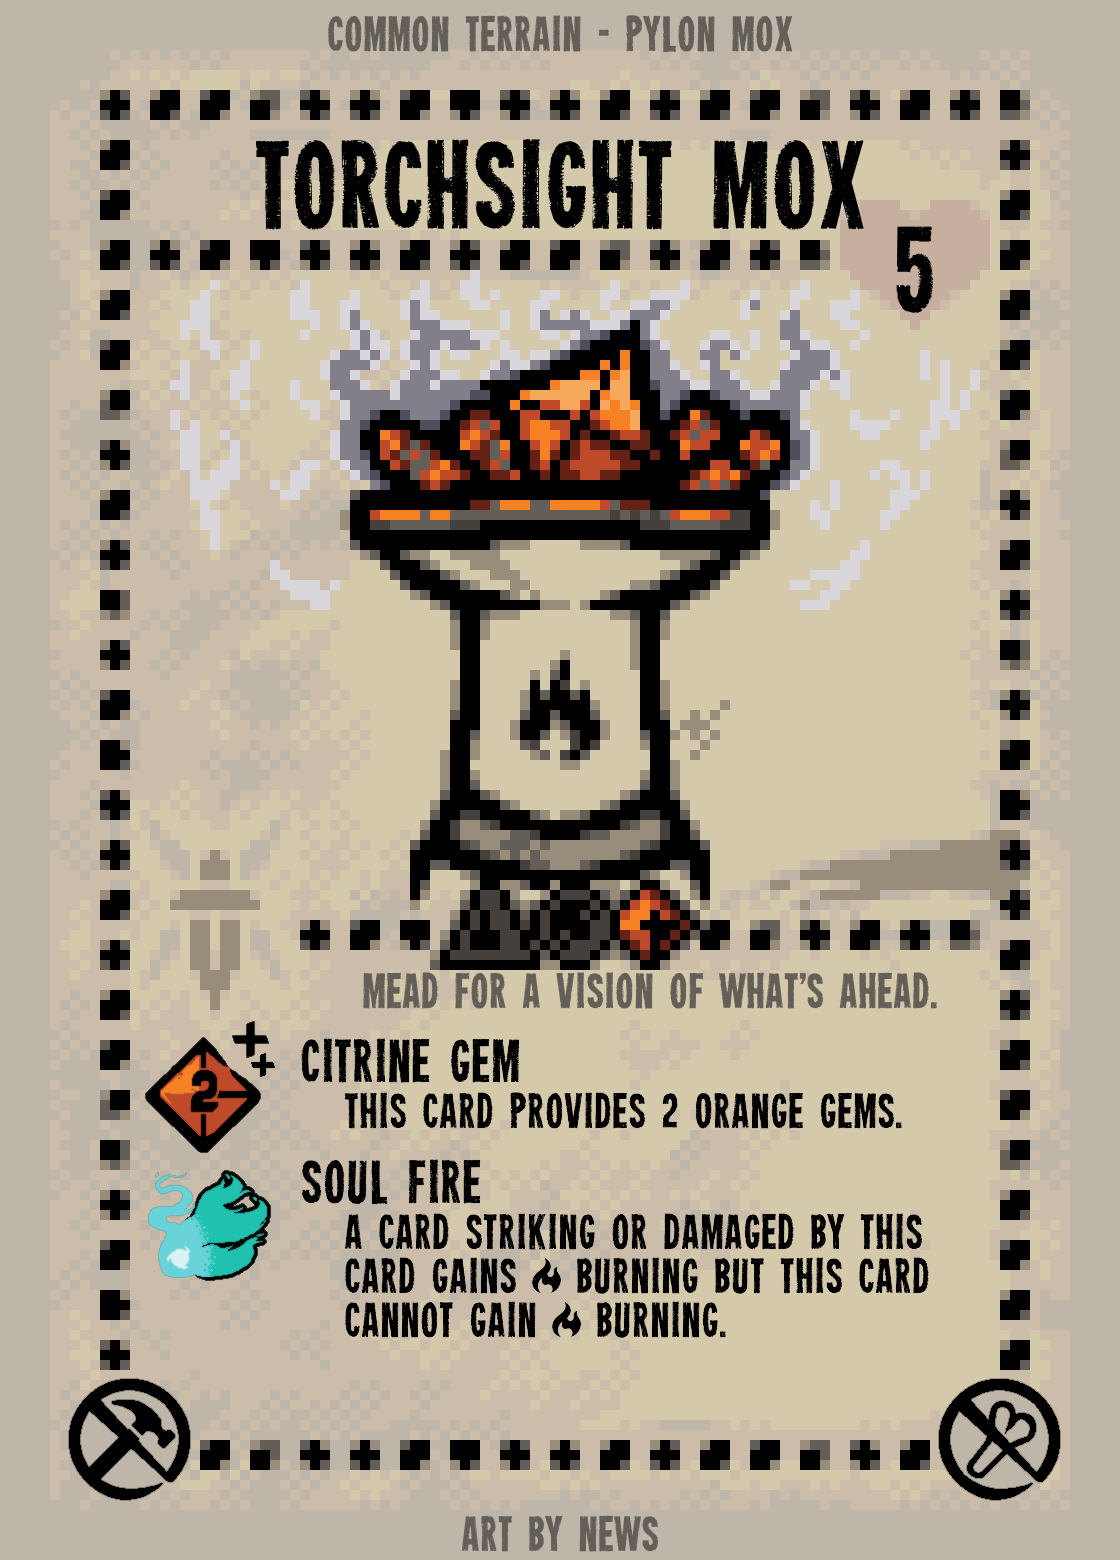 COMMON TERRAIN - PYLON MOX
TORCHSIGHT MOX
5
MEAD FOR A VISION OF WHAT'S AHEAD.
2
CITRINE GEM
THIS CARD PROVIDES 2 ORANGE GEMS.
SOUL FIRE
A CARD STRIKING OR DAMAGED BY THIS
CARD GAINS BURNING BUT THIS CARD
CANNOT GAIN BURNING.
ART BY NEWS